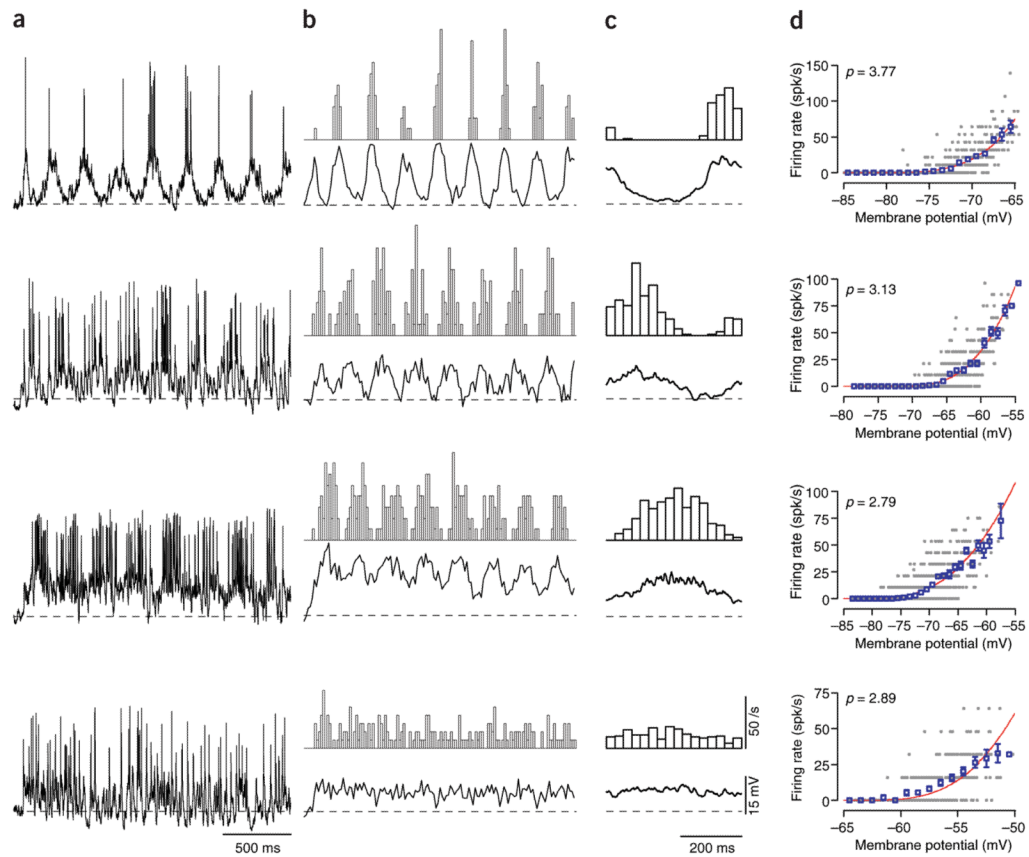 a
b
c
d
p = 3.77
Firing rate (spk/s)
150
100
50
0
−85
−80
−75
−70
−65
Membrane potential (mV)
p = 3.13
Firing rate (spk/s)
100
75
50
25
0
−80
−75
−70
−65
−60
−55
Membrane potential (mV)
p = 2.79
Firing rate (spk/s)
100
75
50
25
0
−85
−80
−75
−70
−65
−60
−55
Membrane potential (mV)
50 /s
15 mV
p = 2.89
Firing rate (spk/s)
75
50
25
0
−65
−60
−55
−50
Membrane potential (mV)
500 ms
200 ms